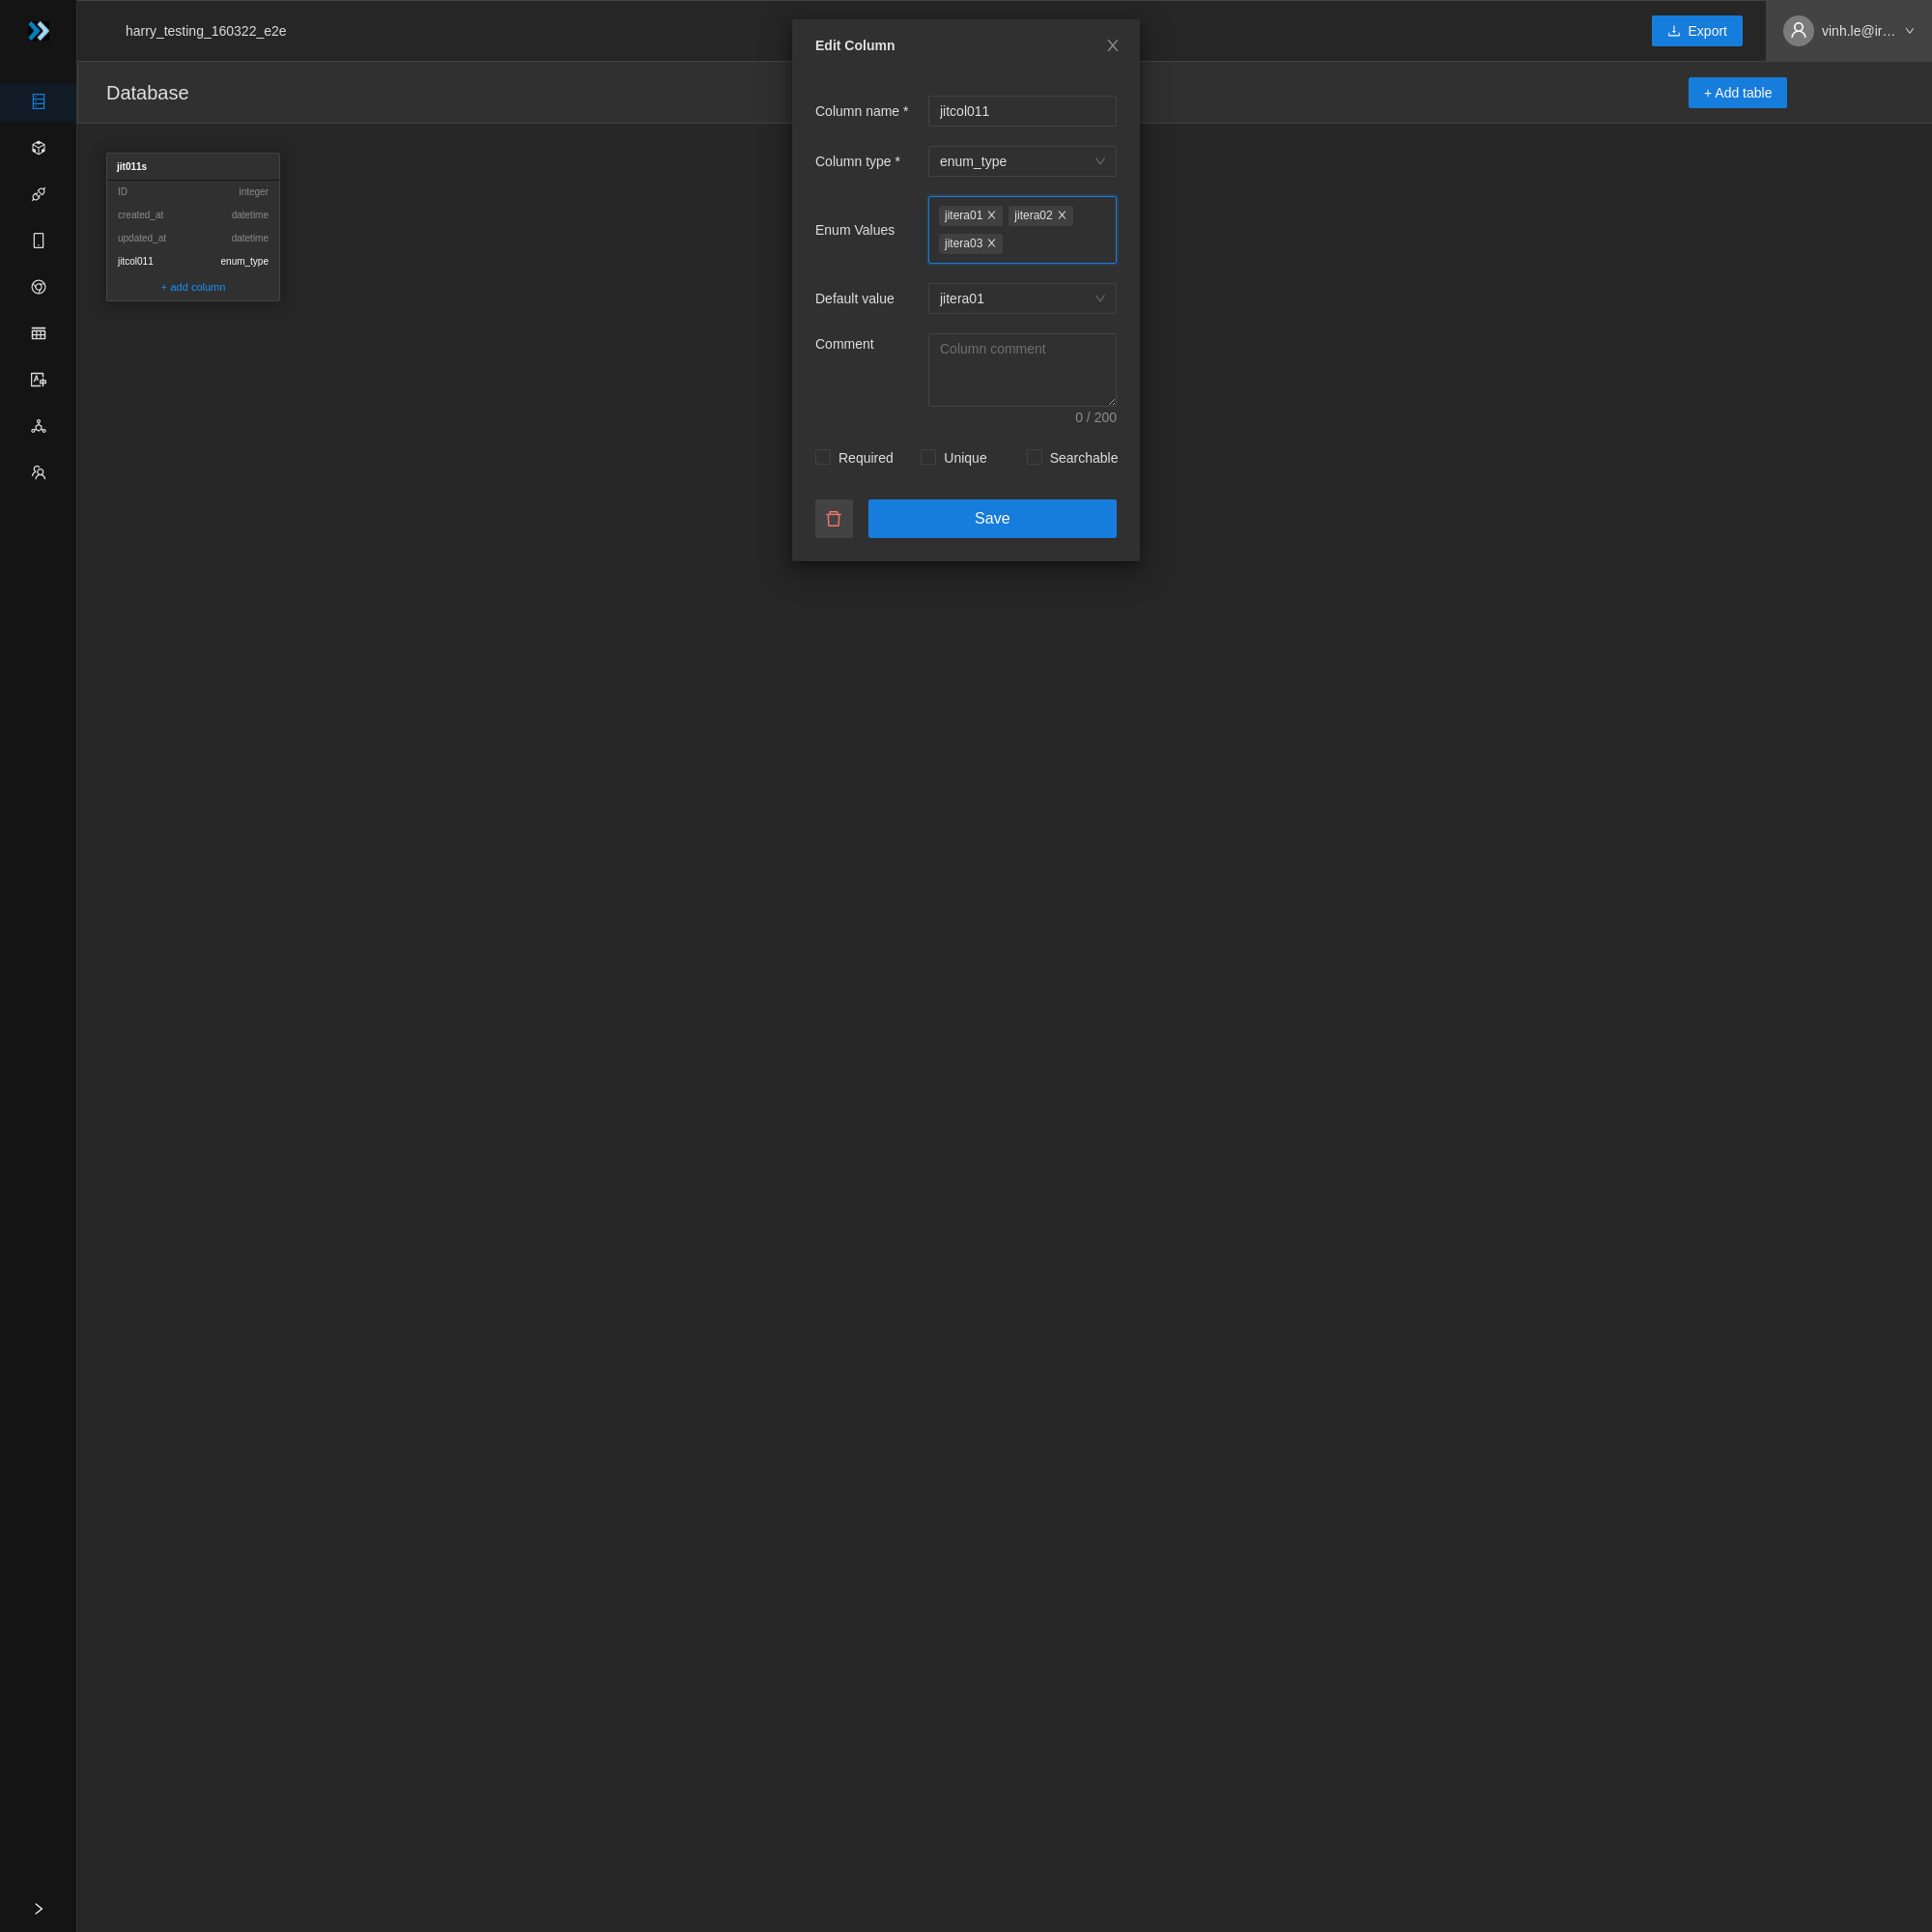 harry_testing_160322_e2e
Export
vinh.le@ir...
Database
+ Add table
jit011s
ID integer
created_at datetime
updated_at datetime
jitcol011 enum_type
+ add column
Edit Column
Column name * jitcol011
Column type * enum_type
Enum Values jitera01 jitera02
jitera03
Default value jitera01
Comment Column comment
0 / 200
Required Unique Searchable
Save